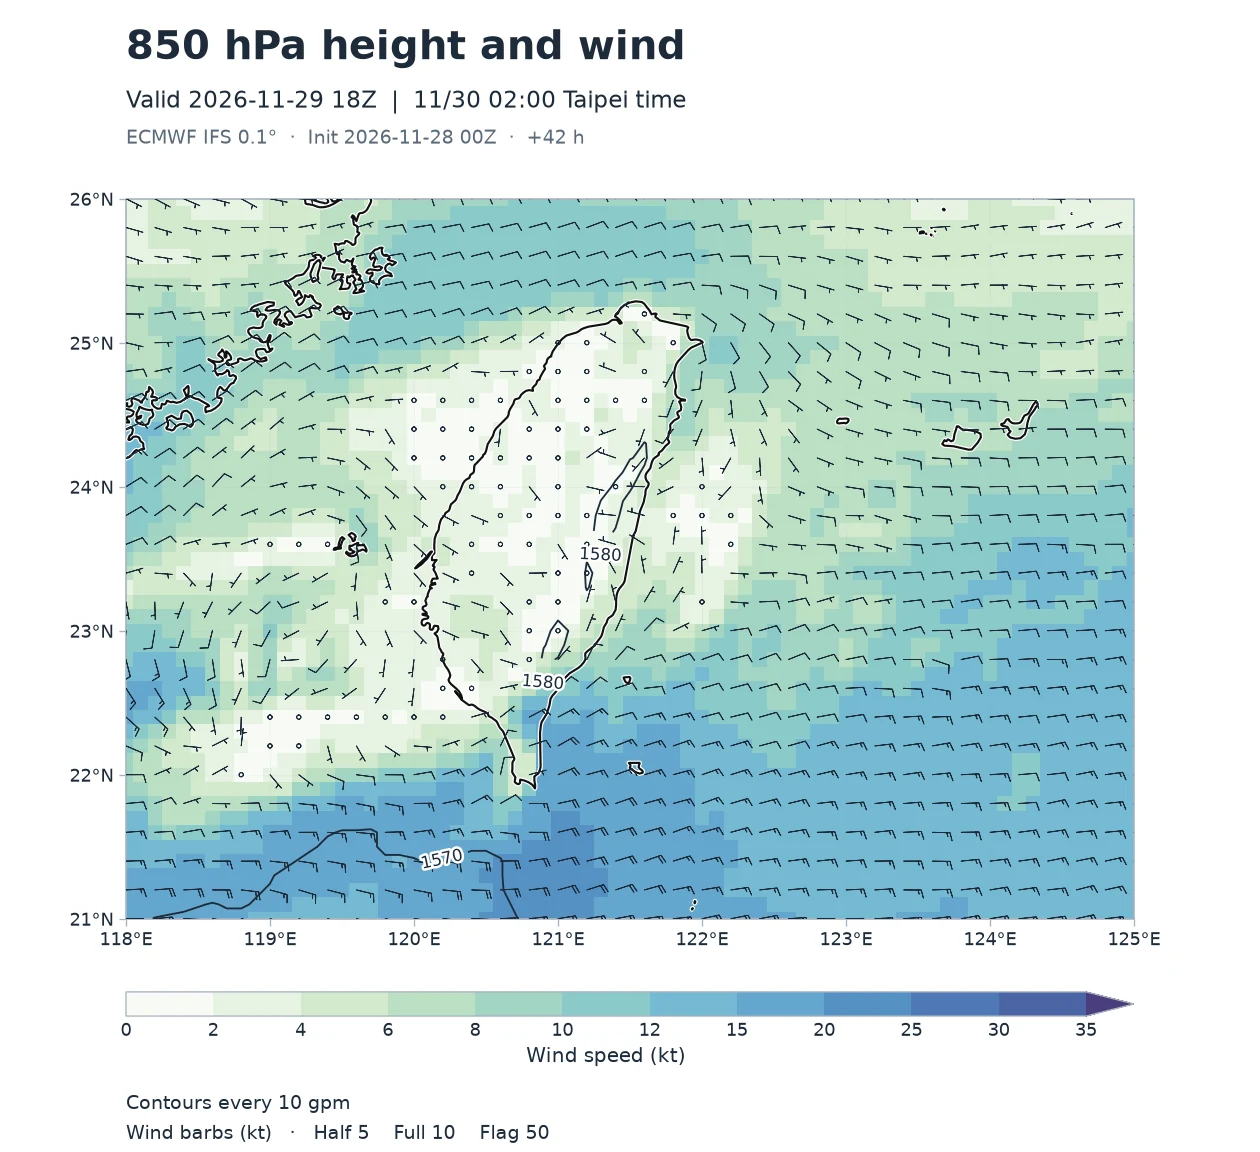 850 hPa height and wind
Valid 2026-11-29 18Z | 11/30 02:00 Taipei time
ECMWF IFS 0.1° · Init 2026-11-28 00Z · +42 h
26°N
25°N
24°N
23°N
22°N
21°N
1580
1580
1570
118°E 119°E 120°E 121°E 122°E 123°E 124°E 125°E
0 2 4 6 8 10 12 15 20 25 30 35
Wind speed (kt)
Contours every 10 gpm
Wind barbs (kt) · Half 5 Full 10 Flag 50